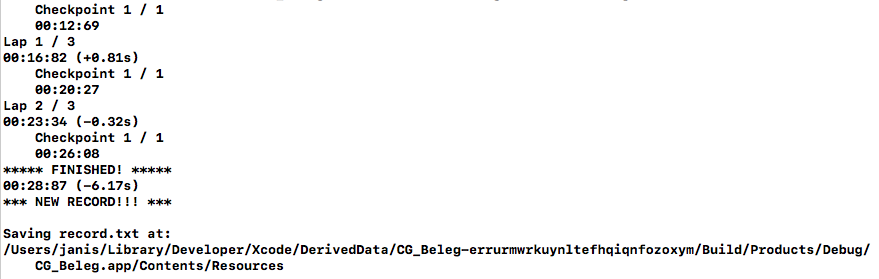 Checkpoint 1 / 1
00:12:69
Lap 1 / 3
00:16:82 (+0.81s)
Checkpoint 1 / 1
00:20:27
Lap 2 / 3
00:23:34 (-0.32s)
Checkpoint 1 / 1
00:26:08
***** FINISHED! *****
00:28:87 (-6.17s)
*** NEW RECORD!!! ***
Saving record.txt at:
/Users/janis/Library/Developer/Xcode/DerivedData/CG_Beleg-errurmwrkuynltefhqiqnfozoxym/Build/Products/Debug/
CG_Beleg.app/Contents/Resources